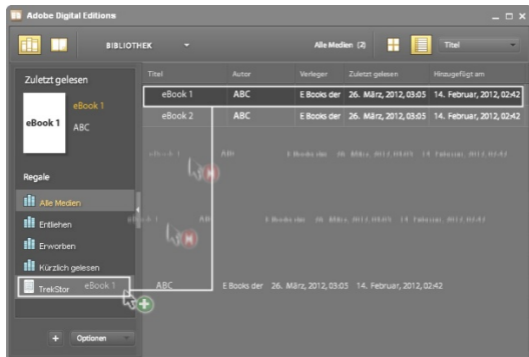 Adobe Digital Editions
BIBLIOTHEK
Alle Medien (2)
Titel
Zuletzt gelesen
eBook 1
eBook 1
ABC
Titel Autor Verleger Zuletzt gelesen Hinzugefügt am
eBook 1 ABC E Books der 26. März, 2012, 03:05 14. Februar, 2012, 02:42
eBook 2 ABC E Books der 26. März, 2012, 03:05 14. Februar, 2012, 02:42
Regale
Alle Medien
Entliehen
Erworben
Kürzlich gelesen
TrekStor eBook 1 ABC E Books der 26. März, 2012, 03:05 14. Februar, 2012, 02:42
Optionen